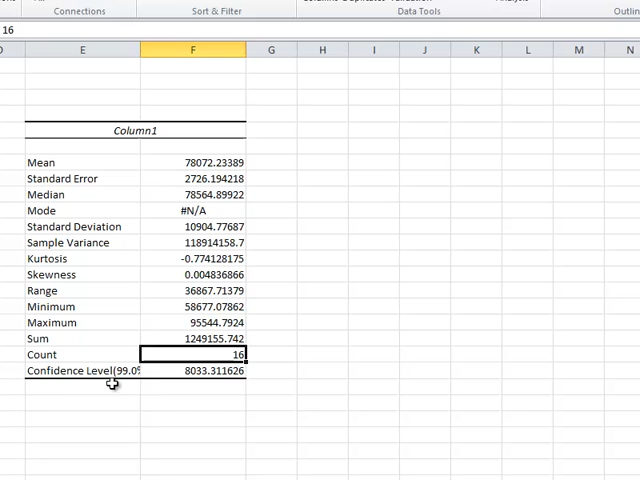 Connections Sort & Filter Data Tools Outlin
16
E F G H I J K L M N
Column1
Mean 78072.23389
Standard Error 2726.194218
Median 78564.89922
Mode #N/A
Standard Deviation 10904.77687
Sample Variance 118914158.7
Kurtosis -0.774128175
Skewness 0.004836866
Range 36867.71379
Minimum 58677.07862
Maximum 95544.7924
Sum 1249155.742
Count 16
Confidence Level(99.0% 8033.311626